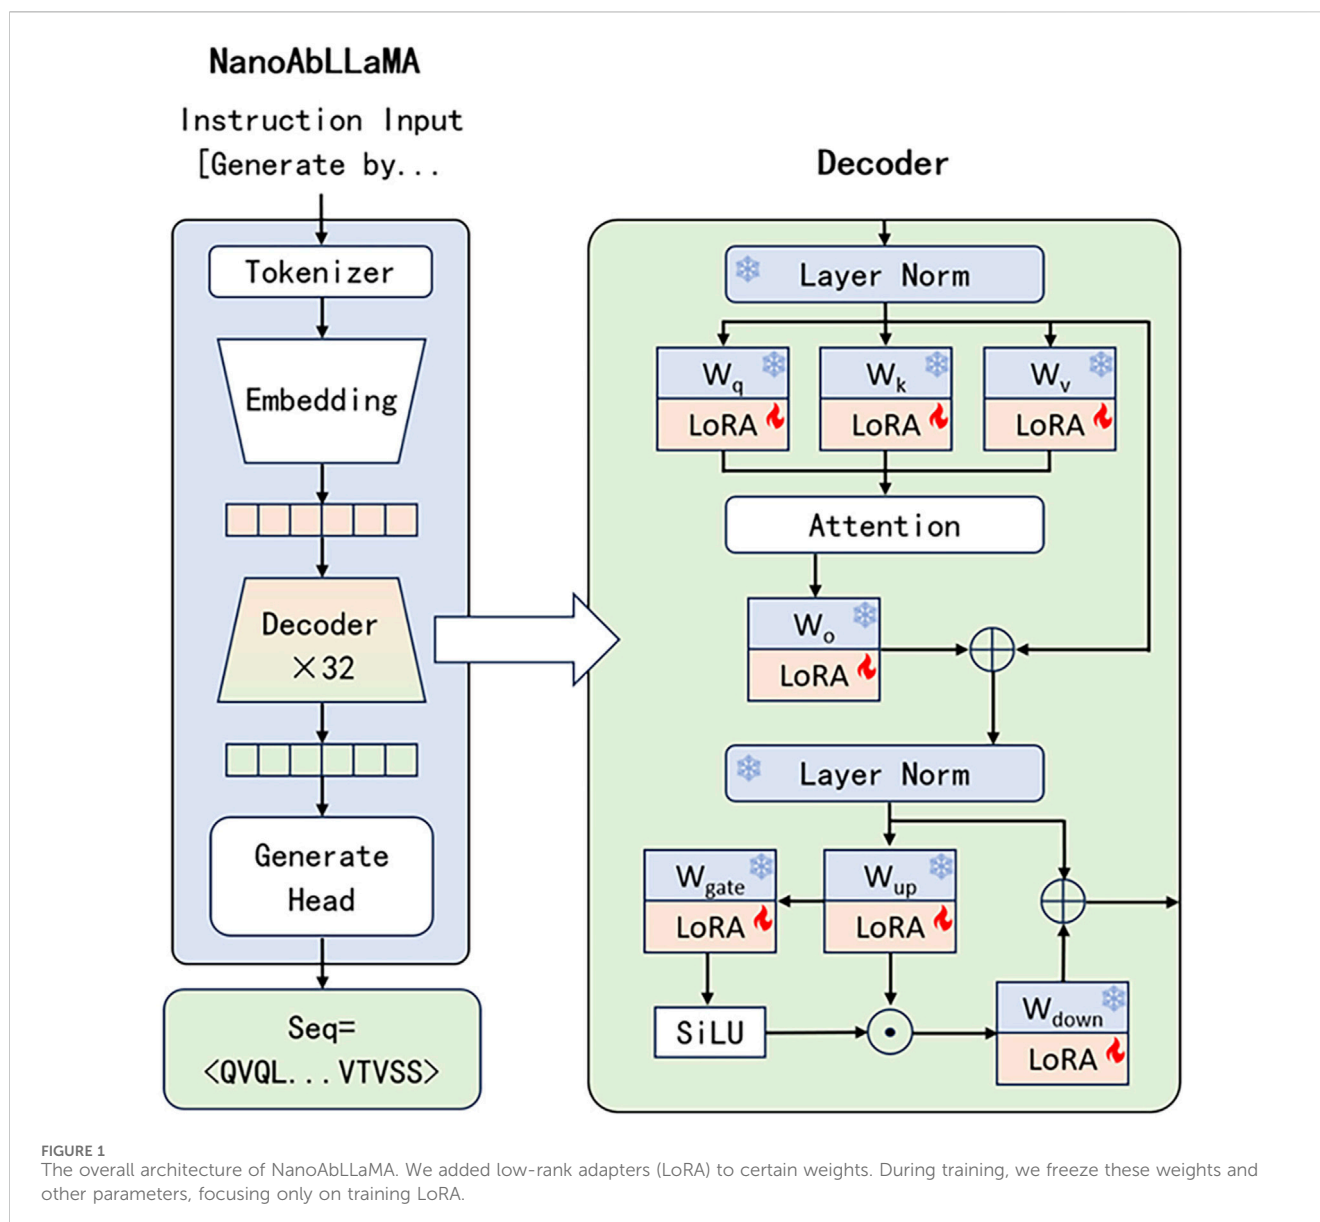 NanoAbLLaMA
Instruction Input
[Generate by...
Tokenizer
Embedding
Decoder
×32
Generate
Head
Seq=
<QVQL...VTVSS>
Decoder
Layer Norm
Wq
LoRA
Wk
LoRA
Wv
LoRA
Attention
Wo
LoRA
Layer Norm
Wgate
LoRA
Wup
LoRA
SiLU
Wdown
LoRA
FIGURE 1
The overall architecture of NanoAbLLaMA. We added low-rank adapters (LoRA) to certain weights. During training, we freeze these weights and
other parameters, focusing only on training LoRA.